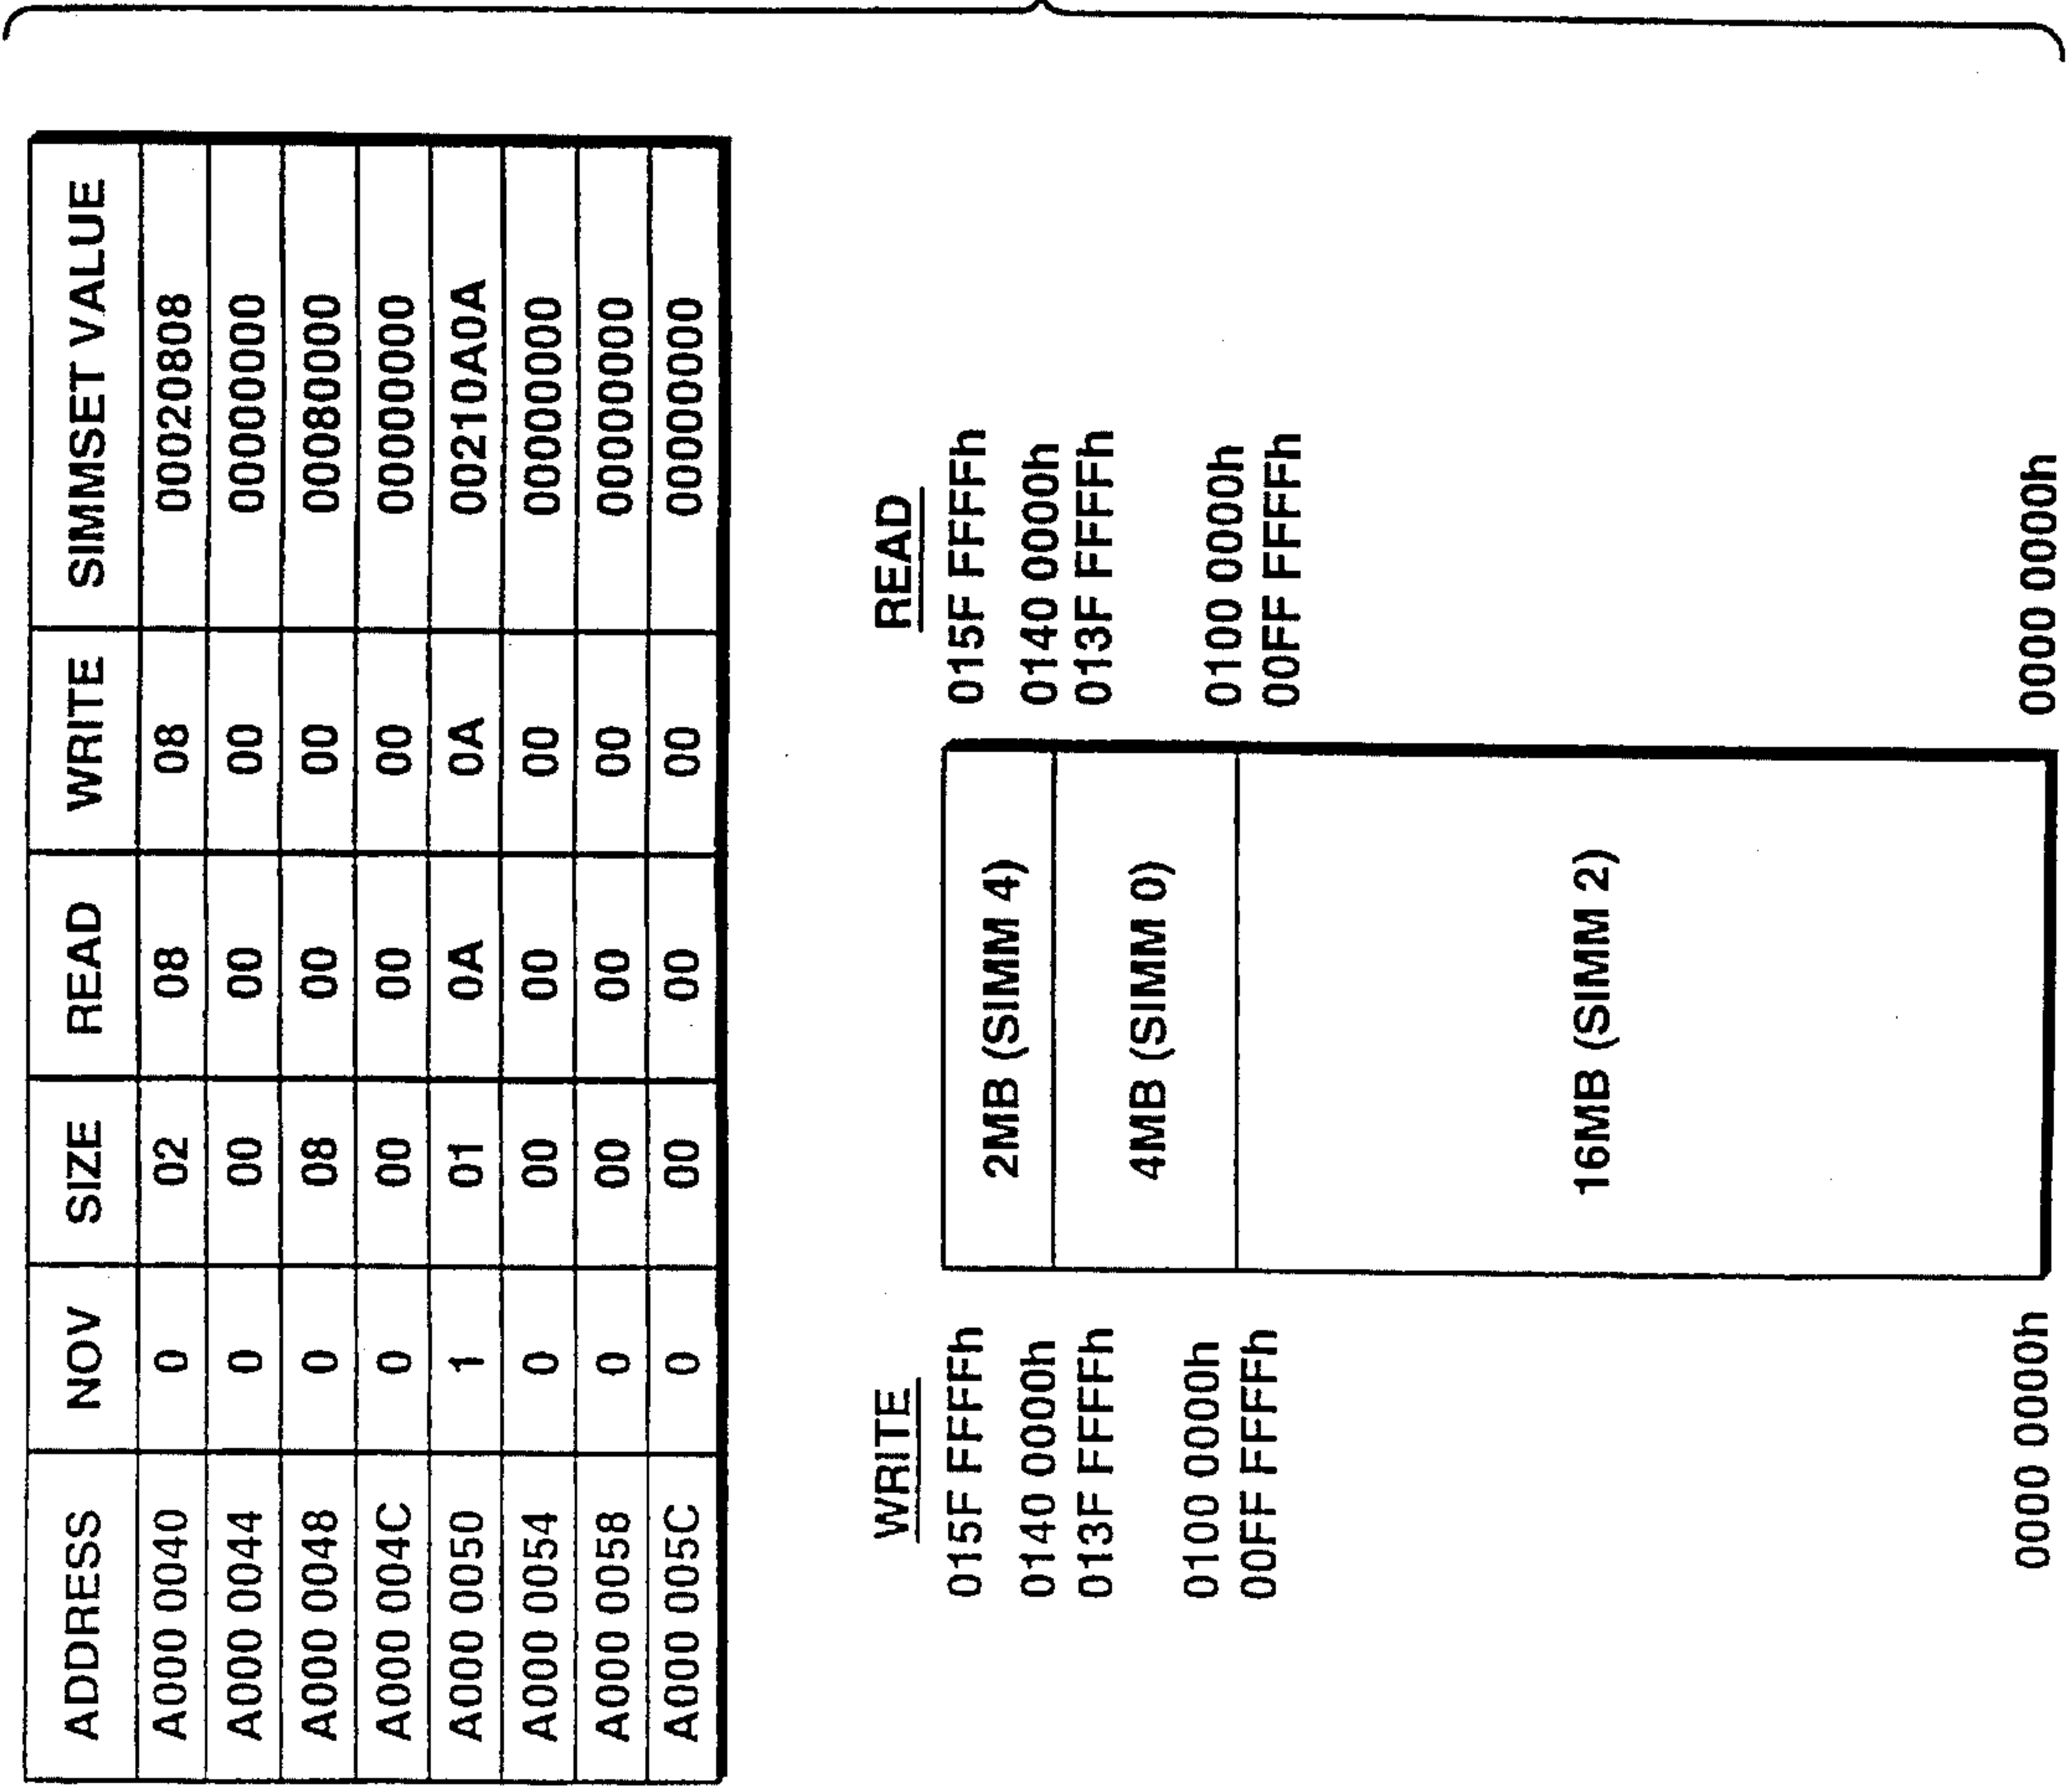 ADDRESS NOV SIZE READ WRITE SIMMSET VALUE
A000 0040 0 02 08 08 00020808
A000 0044 0 00 00 00 00000000
A000 0048 0 08 00 00 00080000
A000 004C 0 00 00 00 00000000
A000 0050 1 01 0A 0A 00210A0A
A000 0054 0 00 00 00 00000000
A000 0058 0 00 00 00 00000000
A000 005C 0 00 00 00 00000000
WRITE READ
015F FFFFh 2MB (SIMM 4) 015F FFFFh
0140 0000h 0140 0000h
013F FFFFh 4MB (SIMM 0) 013F FFFFh
0100 0000h 0100 0000h
00FF FFFFh 00FF FFFFh
16MB (SIMM 2)
0000 0000h 0000 0000h